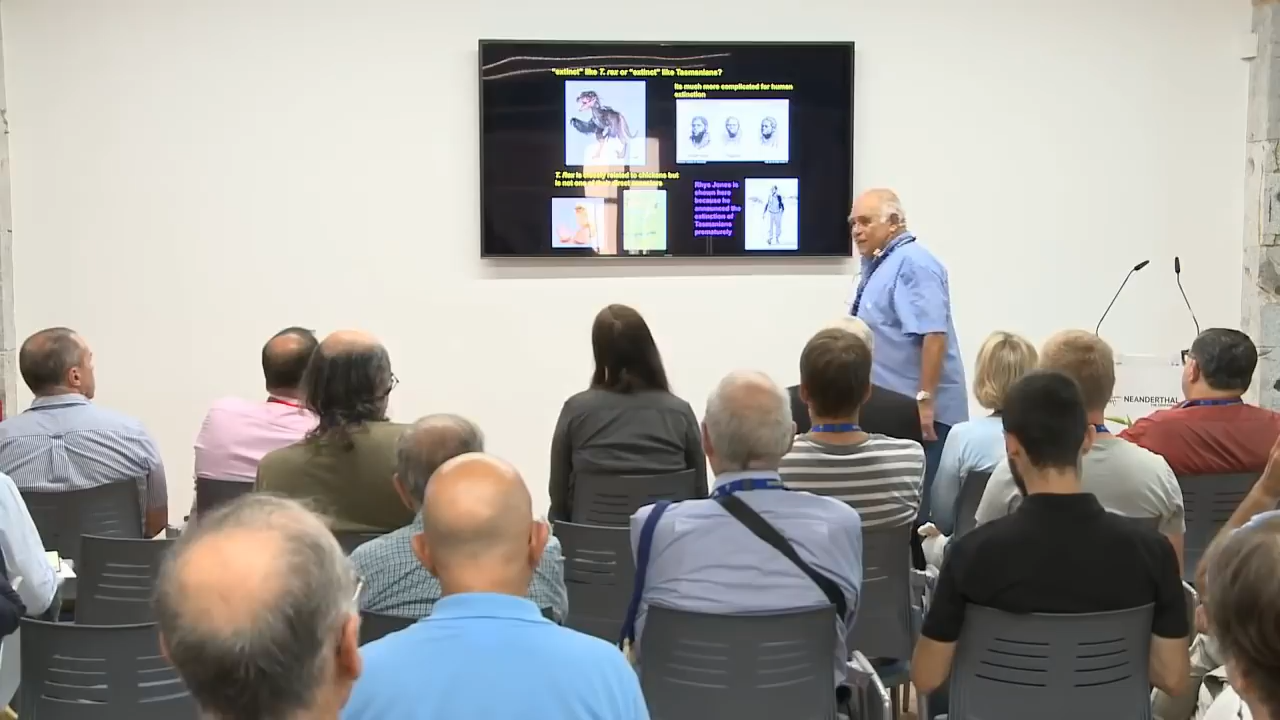 "extinct" like T. rex or "extinct" like Tasmanians?
Its much more complicated for human
extinction
T. Rex is closely related to chickens but
is not one of their direct ancestors
Rhys Jones is
shown here
because he
announced the
extinction of
Tasmanians
prematurely
NEANDERTHAL